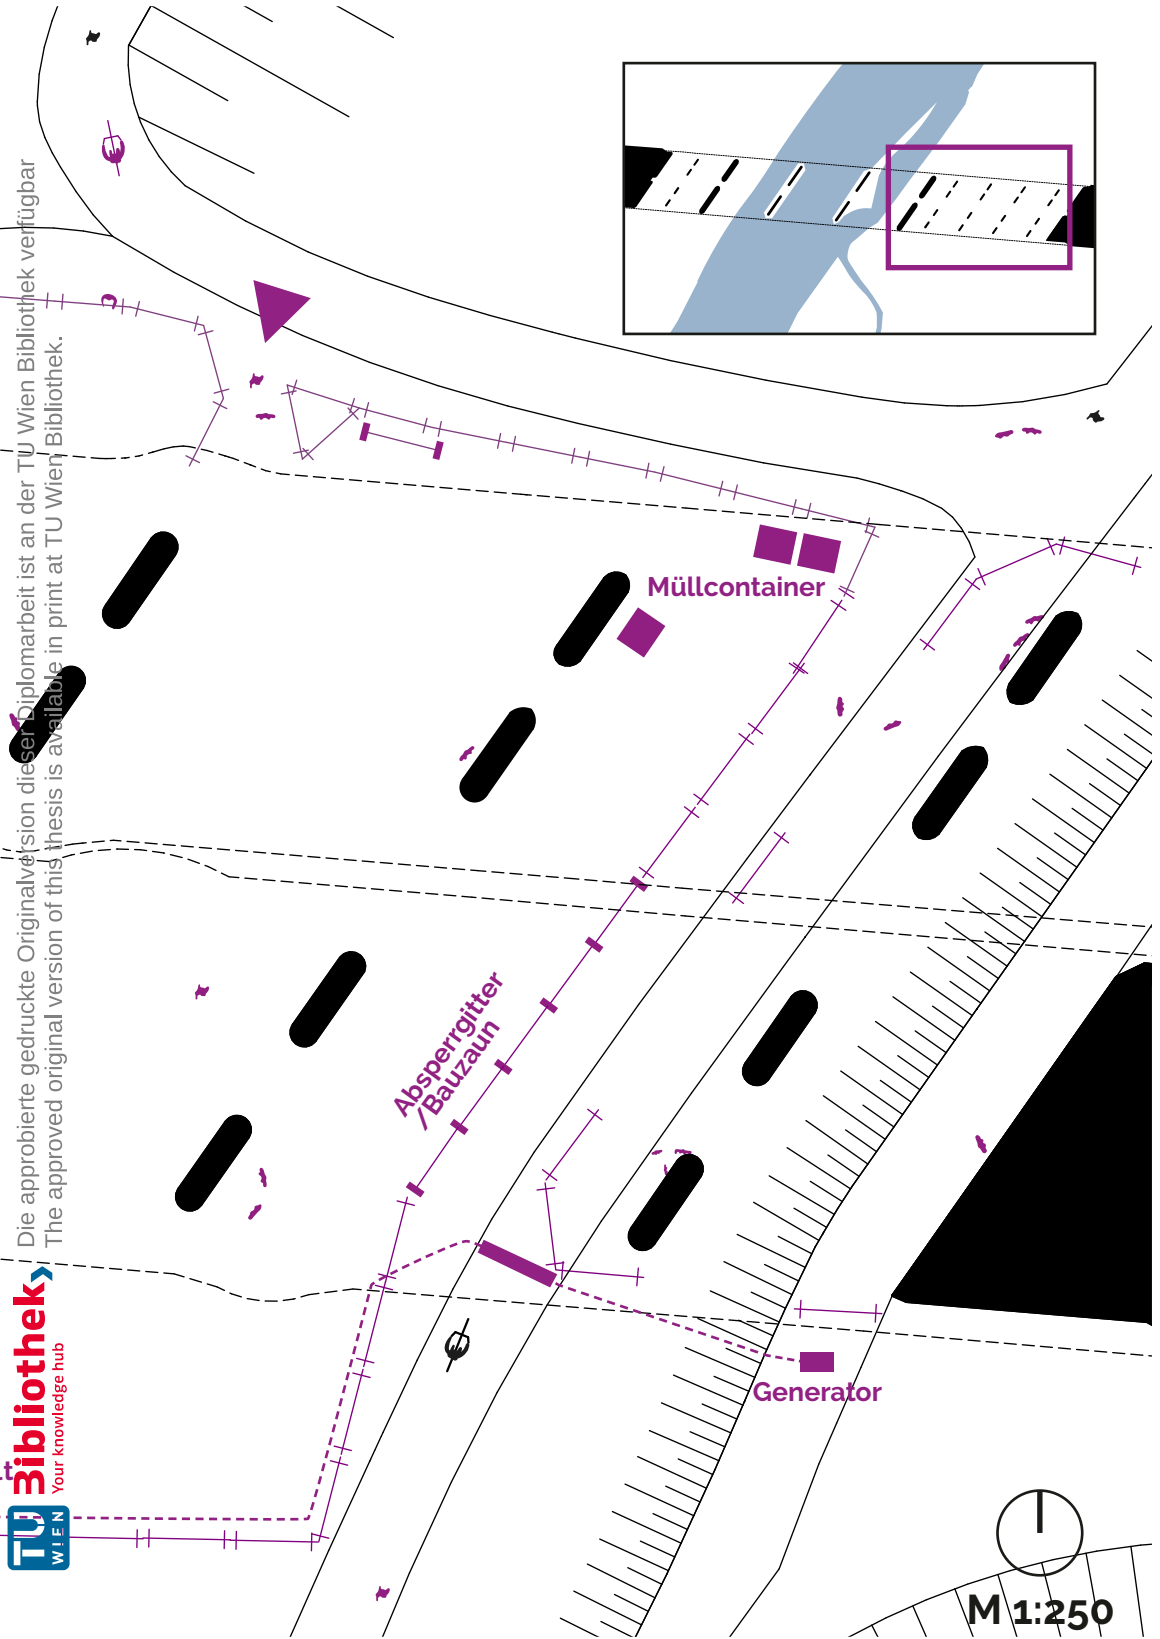 Müllcontainer
Absperrgitter
/Bauzaun
Generator
M 1:250
Die approbierte gedruckte Originalversion dieser Diplomarbeit ist an der TU Wien Bibliothek verfügbar
The approved original version of this thesis is available in print at TU Wien Bibliothek.
Bibliothek
Your knowledge hub
TU
WIEN